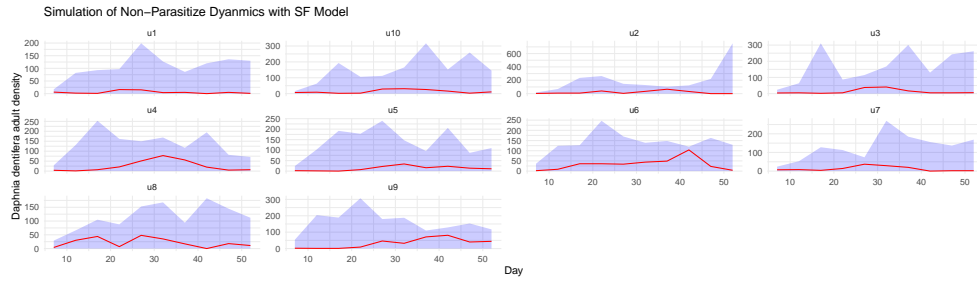 Simulation of Non−Parasitize Dyanmics with SF Model
Daphnia dentifera adult density
u1
200
150
100
50
0
u10
300
200
100
0
u2
600
400
200
0
u3
300
200
100
0
u4
250
200
150
100
50
0
u5
250
200
150
100
50
0
u6
250
200
150
100
50
0
10 20 30 40 50
u7
200
100
0
10 20 30 40 50
u8
150
100
50
0
10 20 30 40 50
u9
300
200
100
0
10 20 30 40 50
Day